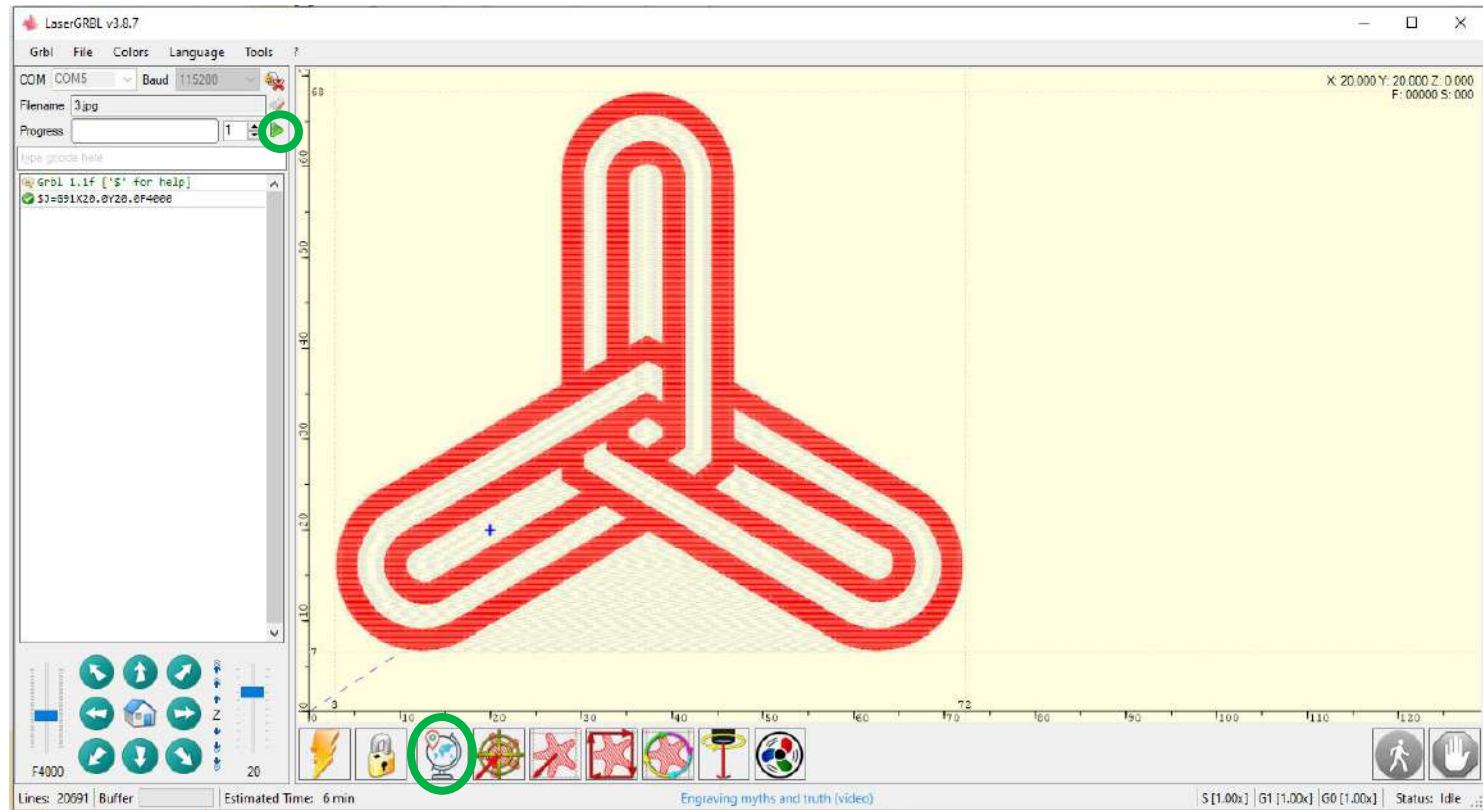 LaserGRBL v3.8.7
Grbl File Colors Language Tools ?
COM COM5 Baud 115200
Filename 3.jpg
Progress 1
type gcode here
Grbl 1.1f ['$' for help]
$J=G91X20.0Y20.0F4000
X: 20.000 Y: 20.000 Z: 0.000
F: 00000 S: 000
68
60
50
40
30
20
10
7
0
3
72
0 10 20 30 40 50 60 70 80 90 100 110 120
Z
F4000
20
Lines: 20691 Buffer Estimated Time: 6 min Engraving myths and truth (video) S [1.00x] G1 [1.00x] G0 [1.00x] Status: Idle